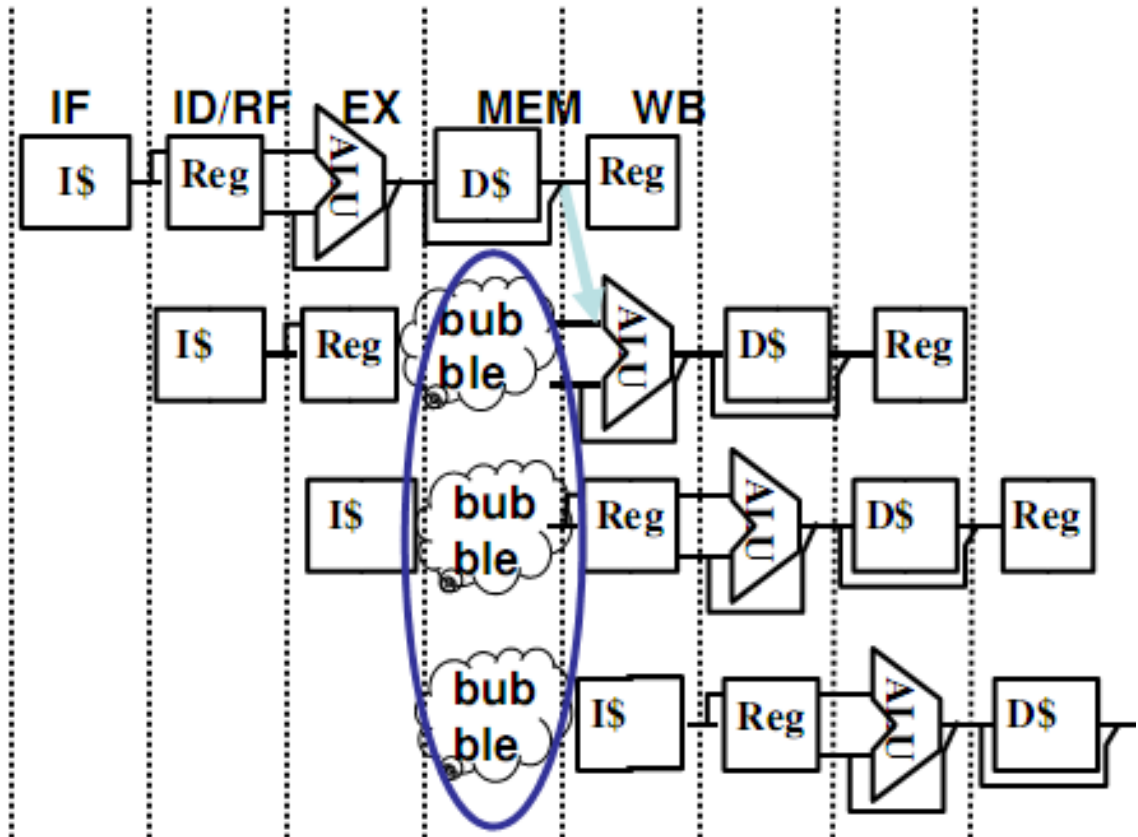 IF ID/RF EX MEM WB
I$ Reg ALU D$ Reg
I$ Reg bub ble ALU D$ Reg
I$ bub ble Reg ALU D$ Reg
bub ble I$ Reg ALU D$